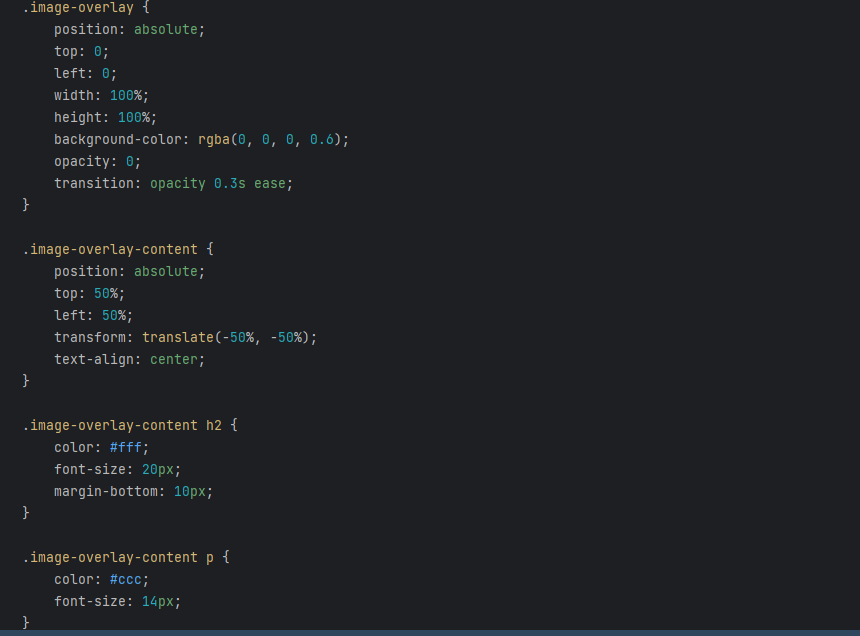 .image-overlay {
    position: absolute;
    top: 0;
    left: 0;
    width: 100%;
    height: 100%;
    background-color: rgba(0, 0, 0, 0.6);
    opacity: 0;
    transition: opacity 0.3s ease;
}

.image-overlay-content {
    position: absolute;
    top: 50%;
    left: 50%;
    transform: translate(-50%, -50%);
    text-align: center;
}

.image-overlay-content h2 {
    color: #fff;
    font-size: 20px;
    margin-bottom: 10px;
}

.image-overlay-content p {
    color: #ccc;
    font-size: 14px;
}